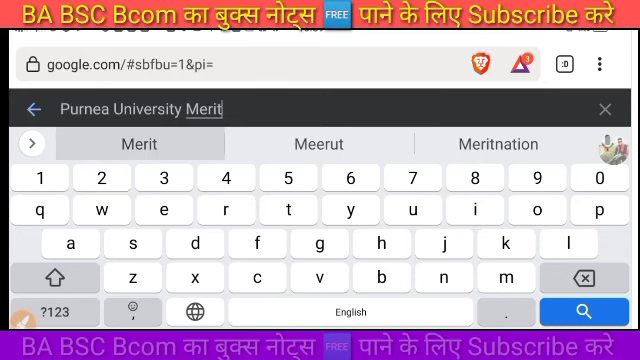 BA BSC Bcom का बुक्स नोट्स FREE पाने के लिए Subscribe करे
google.com/#sbfbu=1&pi=
3
:D
Purnea University Merit
Merit Meerut Meritnation
1 2 3 4 5 6 7 8 9 0
q w e r t y u i o p
a s d f g h j k l
z x c v b n m
?123 , English .
BA BSC Bcom का बुक्स नोट्स FREE पाने के लिए Subscribe करे